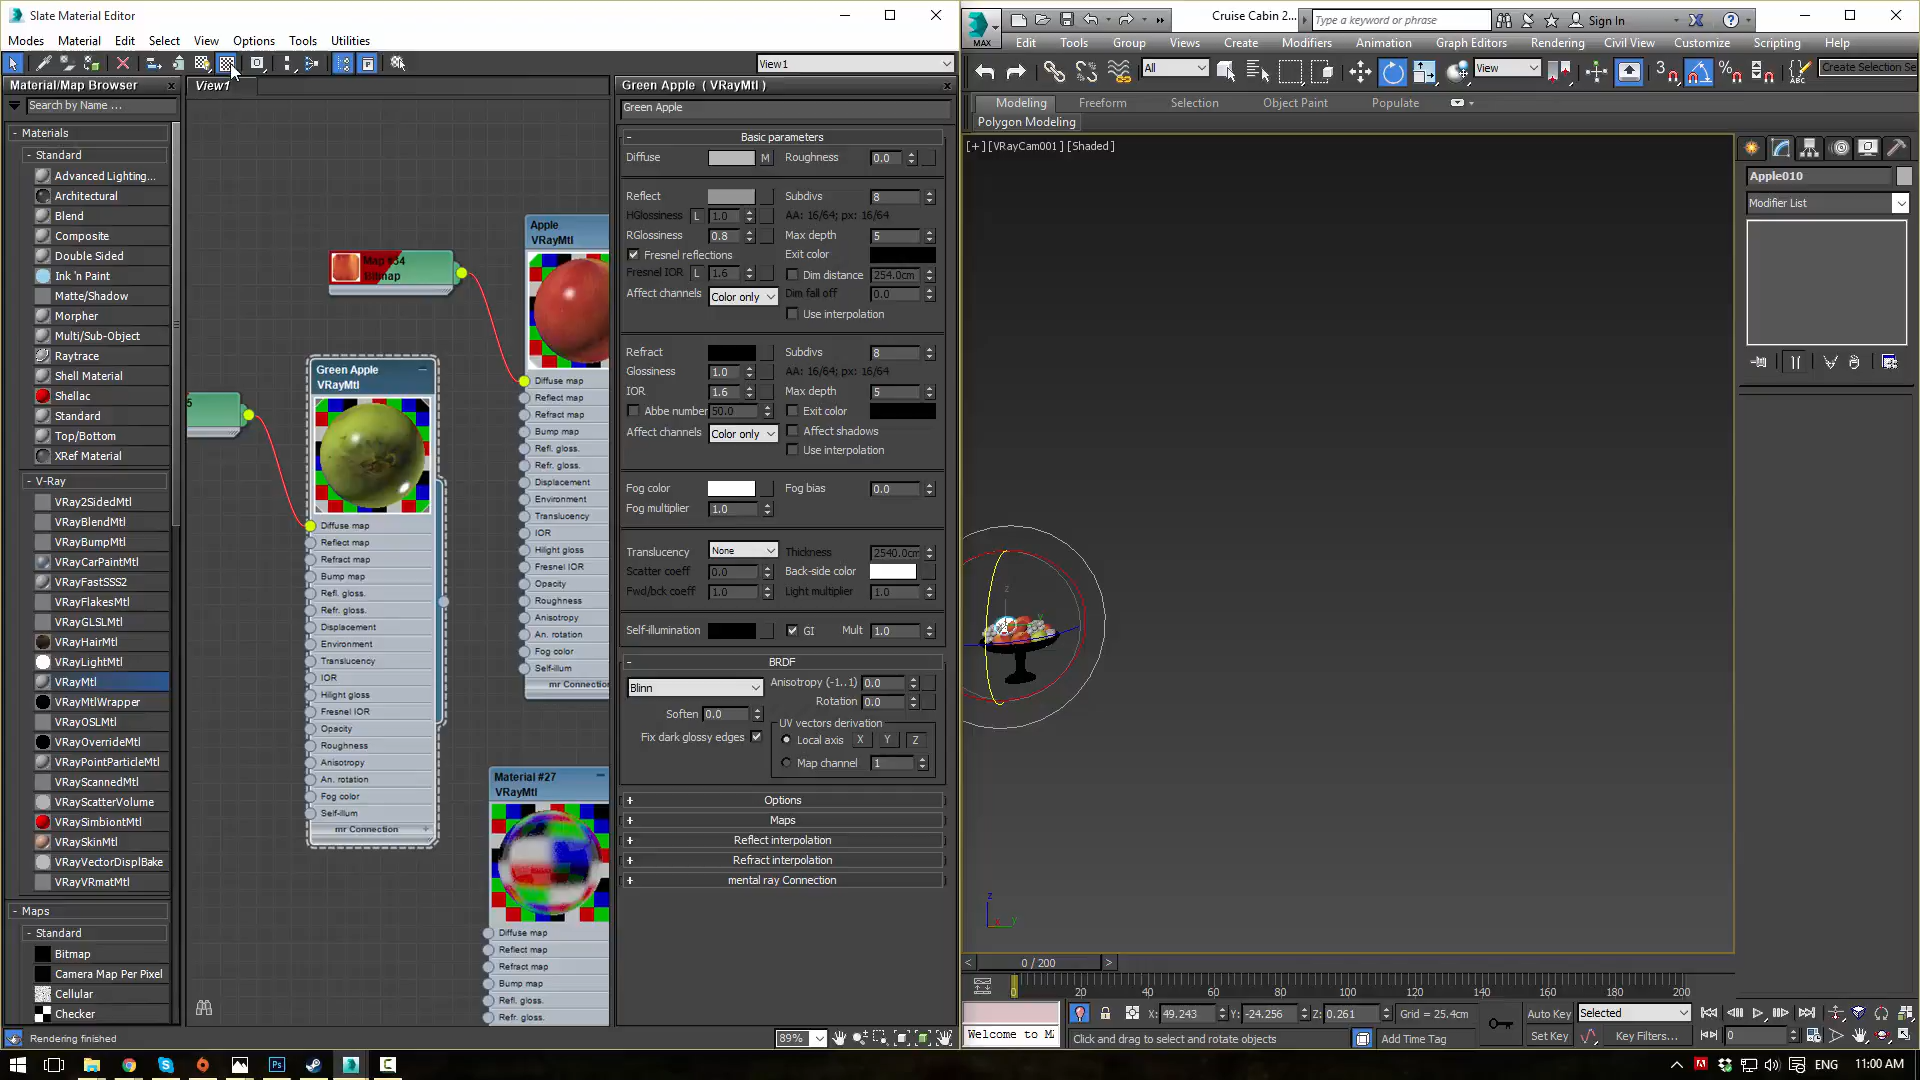 Slate Material Editor
Modes Material Edit Select View Options Tools Utilities
View1
Material/Map Browser
Search by Name ...
- Materials
- Standard
Advanced Lighting...
Architectural
Blend
Composite
Double Sided
Ink 'n Paint
Matte/Shadow
Morpher
Multi/Sub-Object
Raytrace
Shell Material
Shellac
Standard
Top/Bottom
XRef Material
- V-Ray
VRay2SidedMtl
VRayBlendMtl
VRayBumpMtl
VRayCarPaintMtl
VRayFastSSS2
VRayFlakesMtl
VRayGLSLMtl
VRayHairMtl
VRayLightMtl
VRayMtl
VRayMtlWrapper
VRayOSLMtl
VRayOverrideMtl
VRayPointParticleMtl
VRayScannedMtl
VRayScatterVolume
VRaySimbiontMtl
VRaySkinMtl
VRayVectorDisplBake
VRayVRmatMtl
- Maps
- Standard
Bitmap
Camera Map Per Pixel
Cellular
Checker
Rendering finished
View1
Map #34
Bitmap
5
Green Apple
VRayMtl
Diffuse map
Reflect map
Refract map
Bump map
Refl. gloss.
Refr. gloss.
Displacement
Environment
Translucency
IOR
Hilight gloss
Fresnel IOR
Opacity
Roughness
Anisotropy
An. rotation
Fog color
Self-illum
mr Connection +
Apple
VRayMtl
Diffuse map
Reflect map
Refract map
Bump map
Refl. gloss.
Refr. gloss.
Displacement
Environment
Translucency
IOR
Hilight gloss
Fresnel IOR
Opacity
Roughness
Anisotropy
An. rotation
Fog color
Self-illum
mr Connection
Material #27
VRayMtl
Diffuse map
Reflect map
Refract map
Bump map
Refl. gloss.
Refr. gloss.
89%
Green Apple ( VRayMtl )
Green Apple
- Basic parameters
Diffuse M Roughness 0.0
Reflect Subdivs 8
HGlossiness L 1.0 AA: 16/64; px: 16/64
RGlossiness 0.8 Max depth 5
Fresnel reflections Exit color
Fresnel IOR L 1.6 Dim distance 254.0cm
Affect channels Color only Dim fall off 0.0
Use interpolation
Refract Subdivs 8
Glossiness 1.0 AA: 16/64; px: 16/64
IOR 1.6 Max depth 5
Abbe number 50.0 Exit color
Affect channels Color only Affect shadows
Use interpolation
Fog color Fog bias 0.0
Fog multiplier 1.0
Translucency None Thickness 2540.0cm
Scatter coeff 0.0 Back-side color
Fwd/bck coeff 1.0 Light multiplier 1.0
Self-illumination GI Mult 1.0
- BRDF
Blinn Anisotropy (-1..1) 0.0
Rotation 0.0
Soften 0.0 UV vectors derivation
Fix dark glossy edges Local axis X Y Z
Map channel 1
+ Options
+ Maps
+ Reflect interpolation
+ Refract interpolation
+ mental ray Connection
MAX
Cruise Cabin 2... Type a keyword or phrase Sign In
Edit Tools Group Views Create Modifiers Animation Graph Editors Rendering Civil View Customize Scripting Help
All View 3 Create Selection Se
Modeling Freeform Selection Object Paint Populate
Polygon Modeling
[+] [VRayCam001] [Shaded]
z
Apple010
Modifier List
< 0 / 200 >
0 20 40 60 80 100 120 140 160 180 200
X: 49.243 Y: -24.256 Z: 0.261 Grid = 25.4cm Auto Key Selected
Welcome to M Click and drag to select and rotate objects Add Time Tag Set Key Key Filters... 0
ENG 11:00 AM